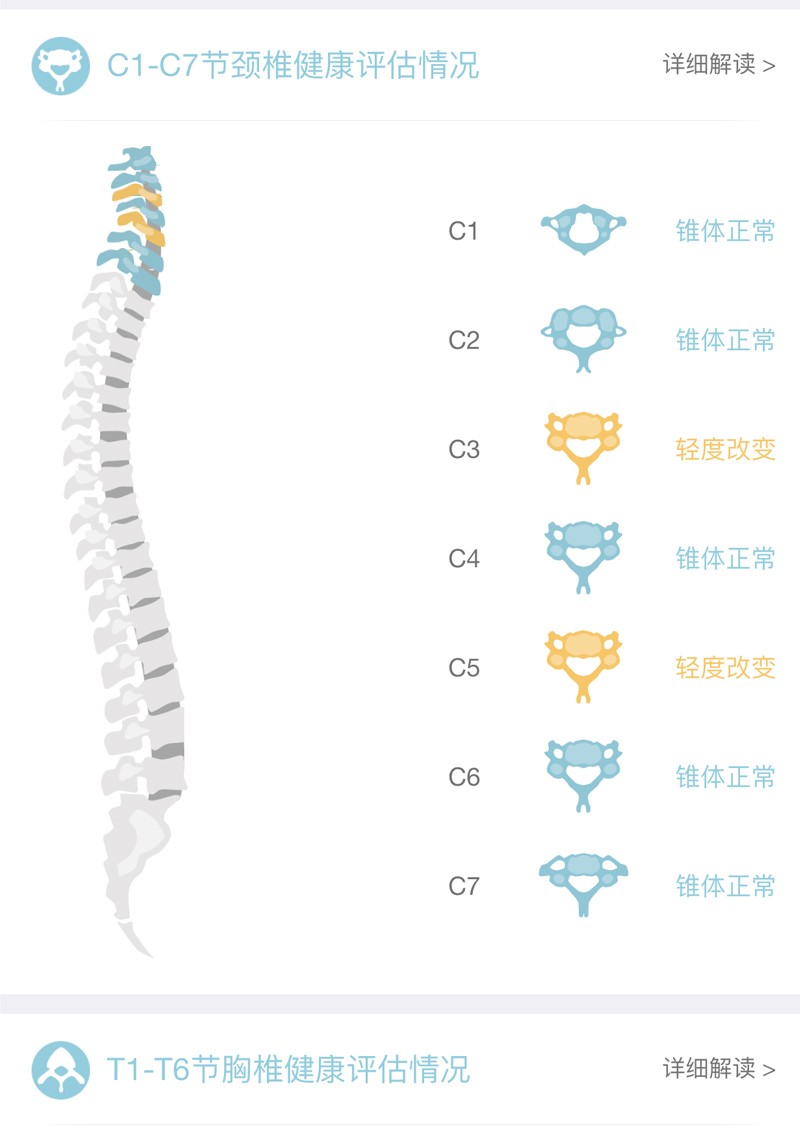 C1-C7节颈椎健康评估情况
详细解读 >
C1 锥体正常
C2 锥体正常
C3 轻度改变
C4 锥体正常
C5 轻度改变
C6 锥体正常
C7 锥体正常
T1-T6节胸椎健康评估情况
详细解读 >